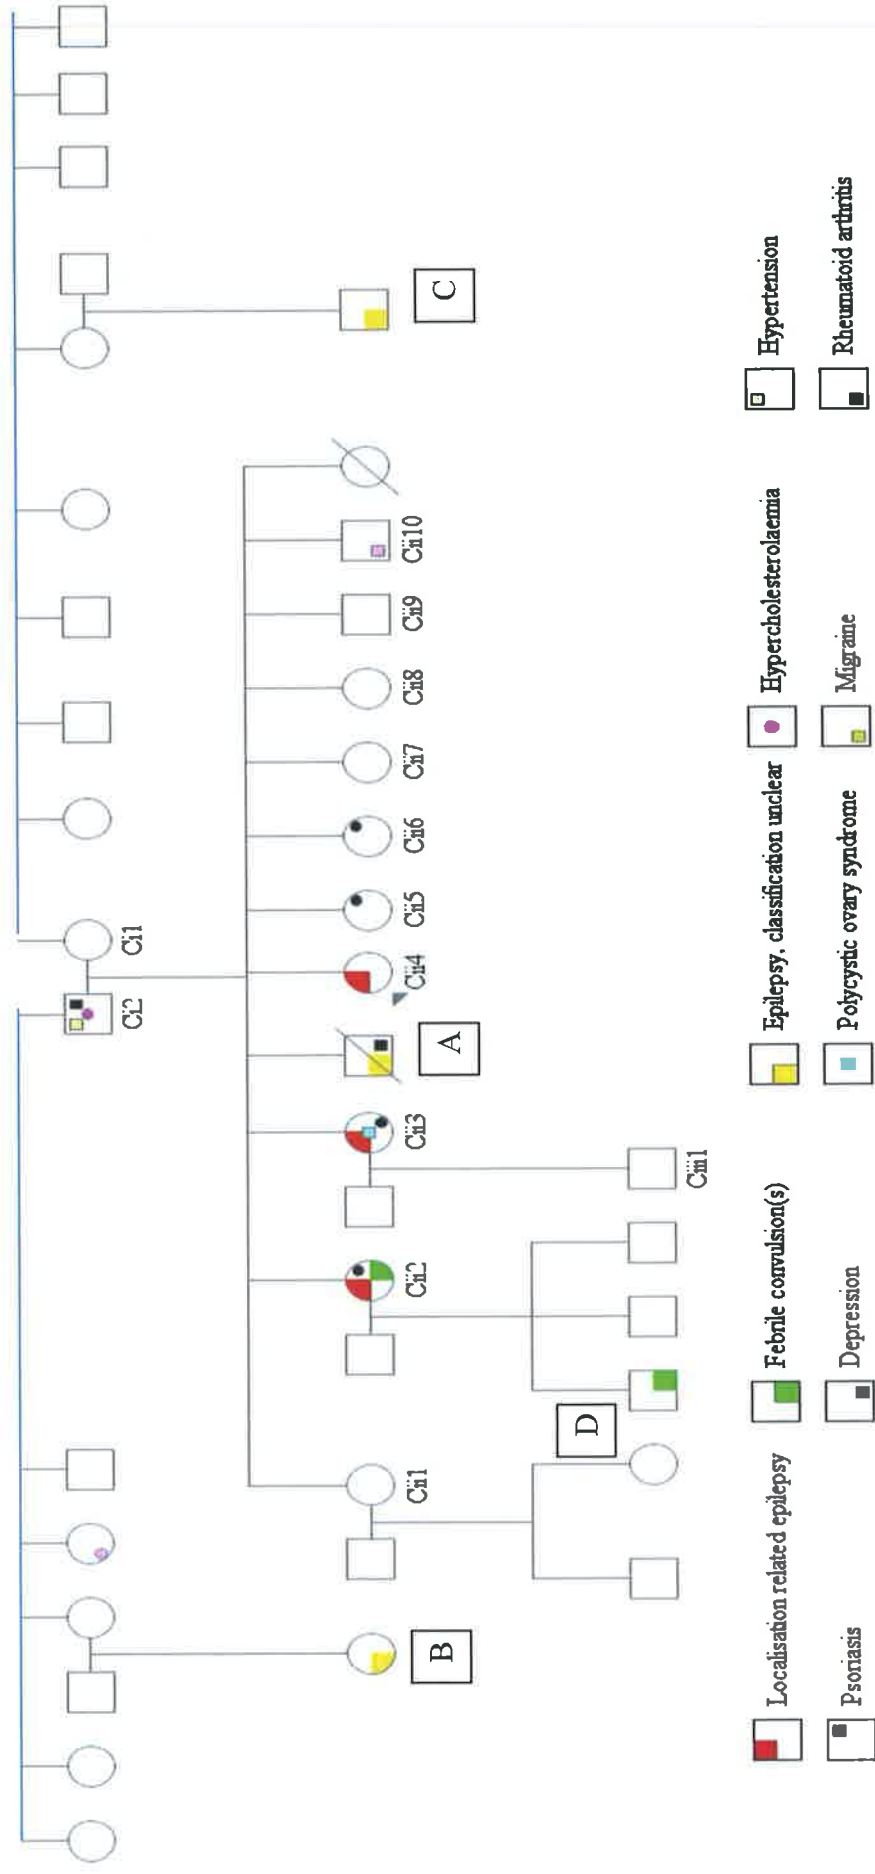 Ci2
Ci1
Cii1
Cii2
Cii3
Cii4
Cii5
Cii6
Cii7
Cii8
Cii9
Cii10
A
B
C
D
Ciii1
Localisation related epilepsy
Febrile convulsion(s)
Epilepsy, classification unclear
Hypercholesterolaemia
Hypertension
Psoriasis
Depression
Polycystic ovary syndrome
Migraine
Rheumatoid arthritis